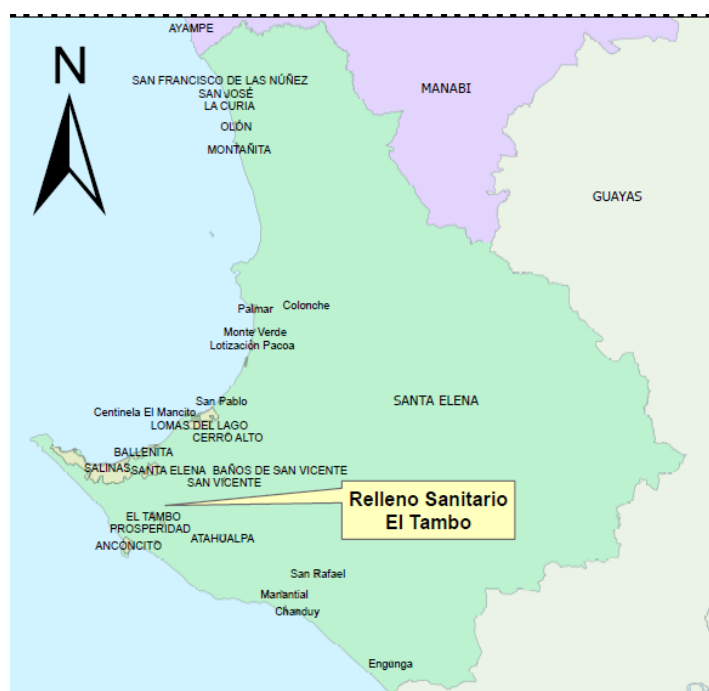 AYAMPE
N
SAN FRANCISCO DE LAS NÚÑEZ
SAN JOSÉ
LA CURIA
MANABI
OLÓN
MONTAÑITA
GUAYAS
Palmar
Colonche
Monte Verde
Lotización Pacoa
San Pablo
SANTA ELENA
Centinela El Mancito
LOMAS DEL LAGO
CERRO ALTO
BALLENITA
SALINAS
SANTA ELENA
BAÑOS DE SAN VICENTE
SAN VICENTE
Relleno Sanitario
El Tambo
EL TAMBO
PROSPERIDAD
ANCONCITO
ATAHUALPA
San Rafael
Manantial
Chanduy
Engunga